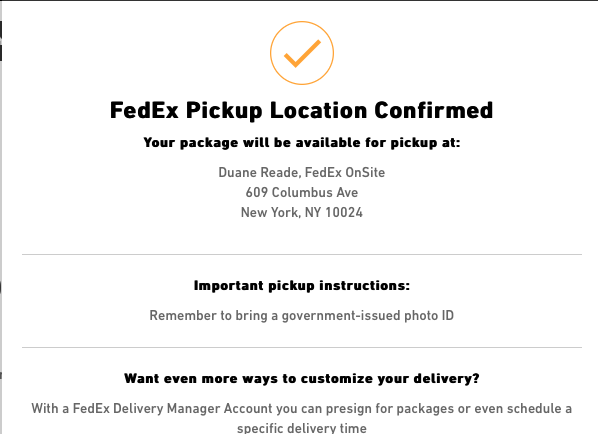 FedEx Pickup Location Confirmed
Your package will be available for pickup at:
Duane Reade, FedEx OnSite
609 Columbus Ave
New York, NY 10024
Important pickup instructions:
Remember to bring a government-issued photo ID
Want even more ways to customize your delivery?
With a FedEx Delivery Manager Account you can presign for packages or even schedule a
specific delivery time